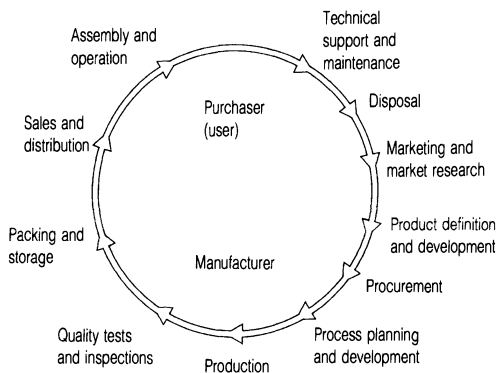 Technical
support and
maintenance
Assembly and
operation
Disposal
Purchaser
(user)
Sales and
distribution
Marketing and
market research
Product definition
and development
Packing and
storage
Manufacturer
Procurement
Process planning
and development
Quality tests
and inspections
Production